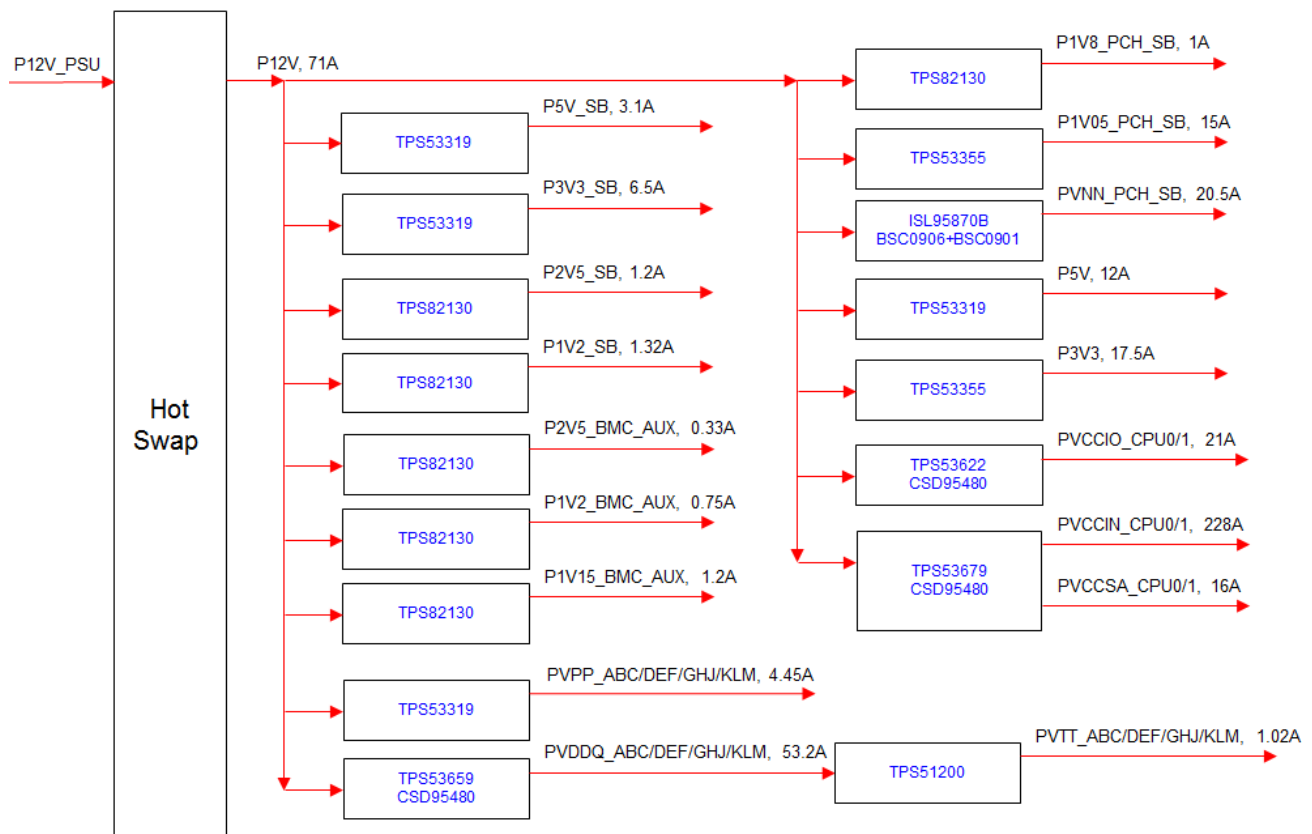 P12V_PSU
Hot
Swap
P12V, 71A
P5V_SB, 3.1A
TPS53319
P3V3_SB, 6.5A
TPS53319
P2V5_SB, 1.2A
TPS82130
P1V2_SB, 1.32A
TPS82130
P2V5_BMC_AUX, 0.33A
TPS82130
P1V2_BMC_AUX, 0.75A
TPS82130
P1V15_BMC_AUX, 1.2A
TPS82130
PVPP_ABC/DEF/GHJ/KLM, 4.45A
TPS53319
PVDDQ_ABC/DEF/GHJ/KLM, 53.2A
TPS53659
CSD95480
PVTT_ABC/DEF/GHJ/KLM, 1.02A
TPS51200
P1V8_PCH_SB, 1A
TPS82130
P1V05_PCH_SB, 15A
TPS53355
PVNN_PCH_SB, 20.5A
ISL95870B
BSC0906+BSC0901
P5V, 12A
TPS53319
P3V3, 17.5A
TPS53355
PVCCIO_CPU0/1, 21A
TPS53622
CSD95480
PVCCIN_CPU0/1, 228A
TPS53679
CSD95480
PVCCSA_CPU0/1, 16A